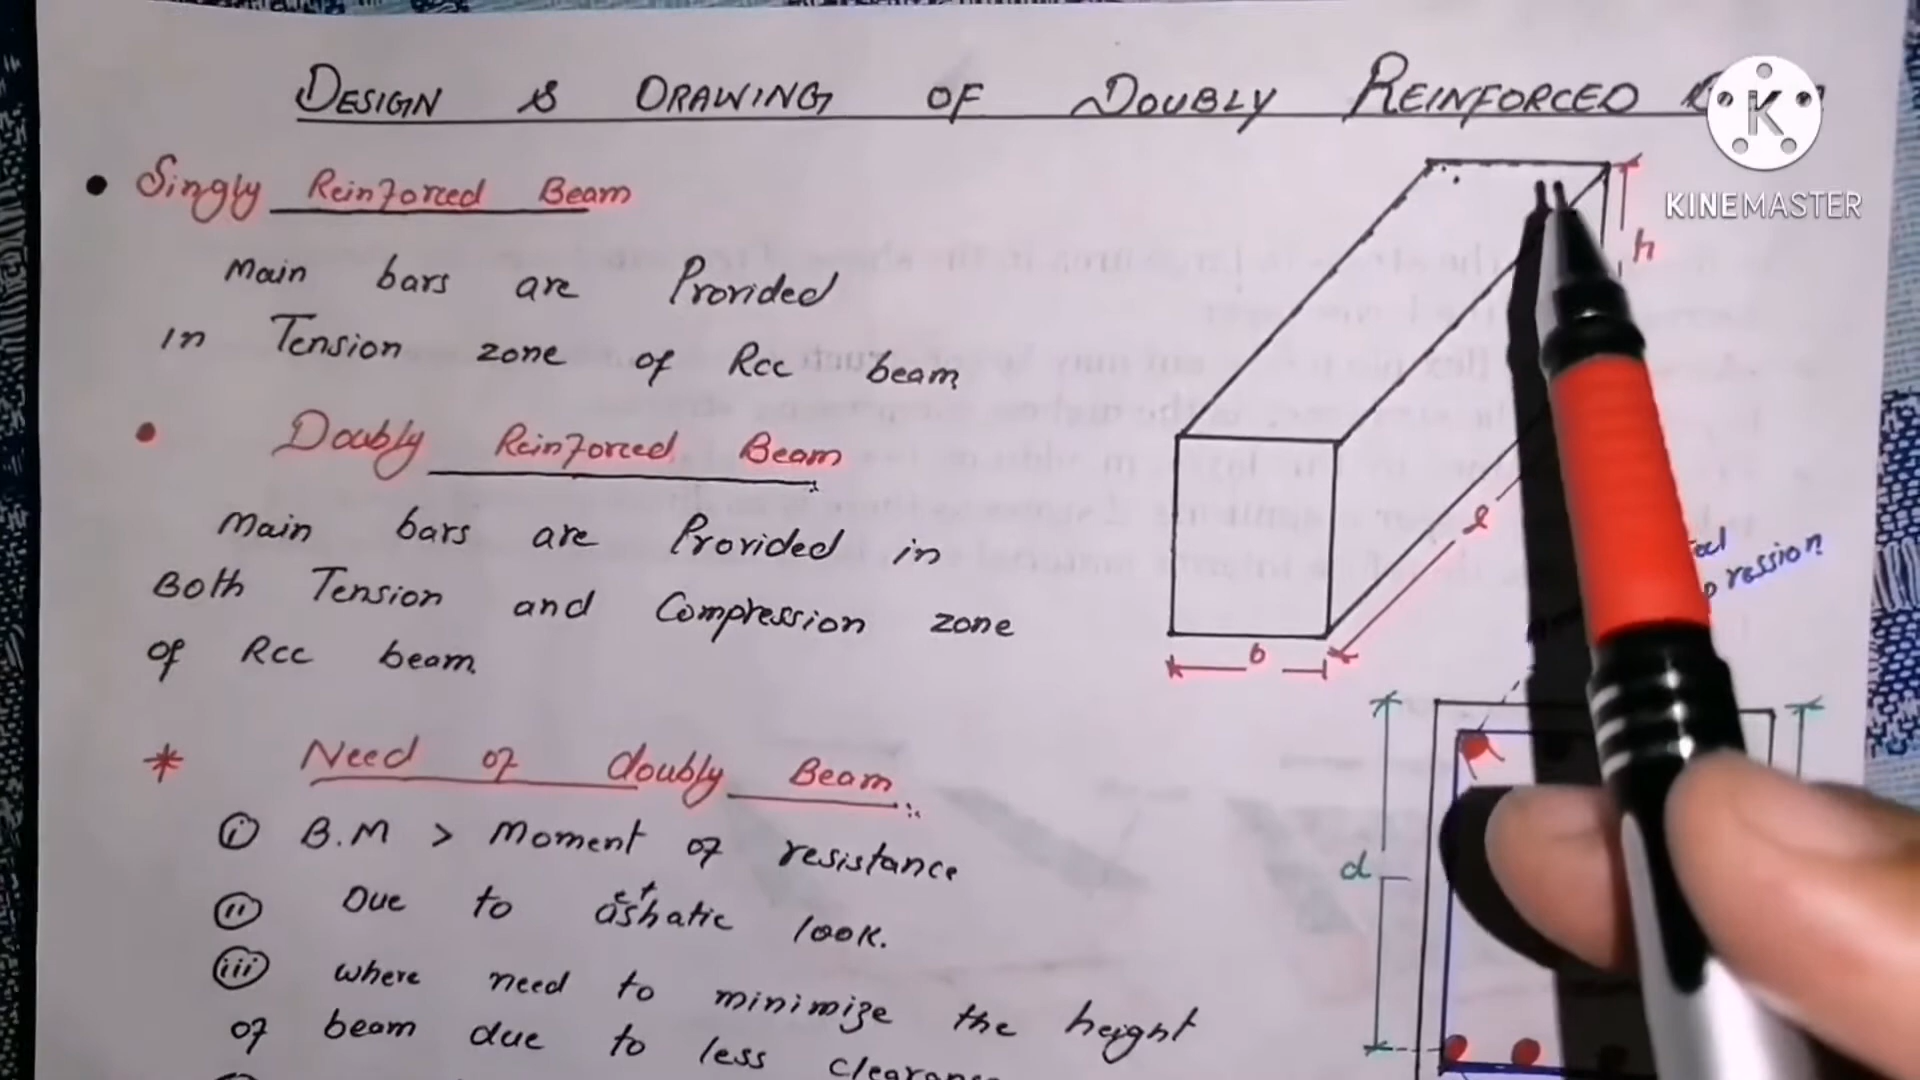 DESIGN & DRAWING OF DOUBLY REINFORCED
KINEMASTER
• Singly Reinforced Beam
main bars are Provided
in Tension zone of Rcc beam
• Doubly Reinforced Beam
main bars are Provided in
Both Tension and Compression zone
of Rcc beam
* Need of doubly Beam
(i) B.M > Moment of resistance
(ii) Due to asthatic look.
(iii) where need to minimize the height
of beam due to less
h
l
b
d